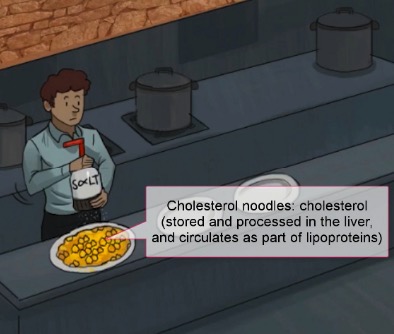 SaLT
Cholesterol noodles: cholesterol
(stored and processed in the liver,
and circulates as part of lipoproteins)